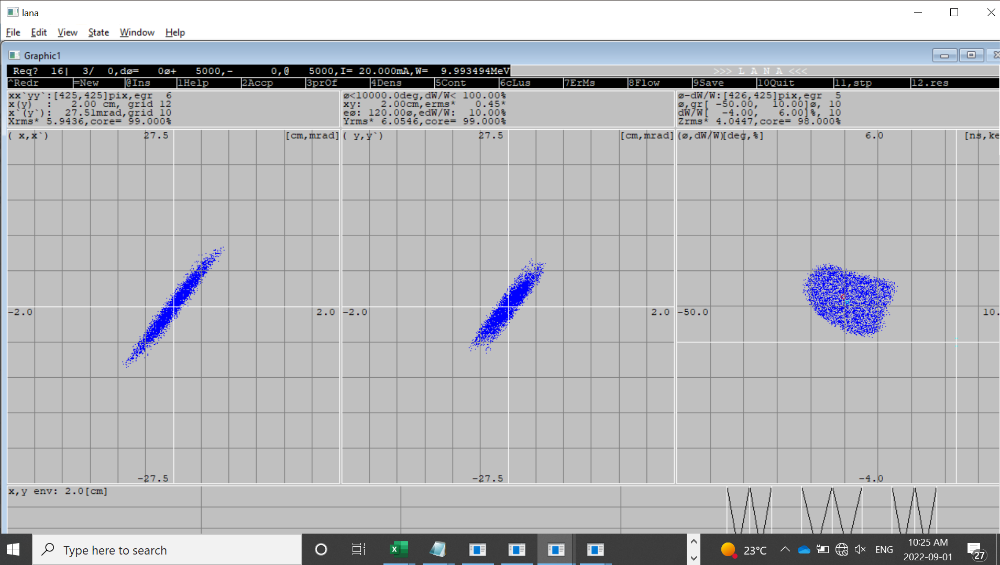 lana
File Edit View State Window Help
Graphic1
Req? 16| 3/ 0,dø= 0ø+ 5000,- 0,@ 5000,I= 20.000mA,W= 9.993494MeV >>> L A N A <<<
^Redr =New @Ins 1Help 2Accp 3prOf 4Dens 5Cont 6cLus 7ErMs 8Flow 9Save 10Quit 11,stp 12.res
xx`yy`:[425,425]pix,egr 6
x(y) : 2.00 cm, grid 12
x`(y`): 27.51mrad,grid 10
Xrms* 5.9436,core= 99.000%
ø<10000.0deg,dW/W< 100.00%
xy: 2.00cm,erms* 0.45*
eø: 120.00ø,edW/W: 10.00%
Yrms* 6.0546,core= 99.000%
ø-dW/W:[426,425]pix,egr 5
ø,gr[ -50.00, 10.00]ø, 10
dW/W[ -4.00, 6.00]%, 10
Zrms* 4.0447,core= 98.000%
( x,x`) 27.5 [cm,mrad]
-2.0 2.0
-27.5
( y,y`) 27.5 [cm,mrad]
-2.0 2.0
-27.5
(ø,dW/W)[deg,%] 6.0 [ns,ke
-50.0 10.
-4.0
x,y env: 2.0[cm]
Type here to search
23°C
ENG
10:25 AM
2022-09-01
27